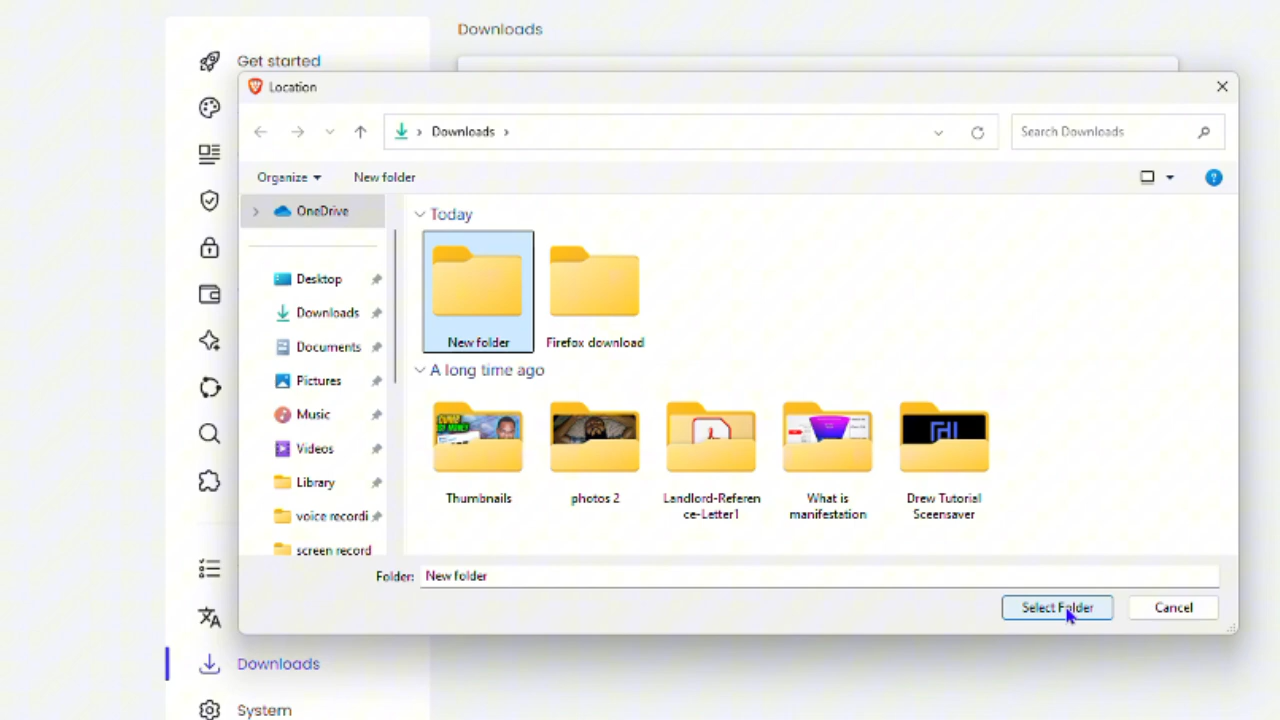 Downloads
Get started
Location
Downloads
Search Downloads
Organize
New folder
OneDrive
Desktop
Downloads
Documents
Pictures
Music
Videos
Library
voice recordi
screen record
Today
New folder
Firefox download
A long time ago
Thumbnails
photos 2
Landlord-Referen
ce-Letter1
What is
manifestation
Drew Tutorial
Sceensaver
Folder:
New folder
Select Folder
Cancel
Downloads
System